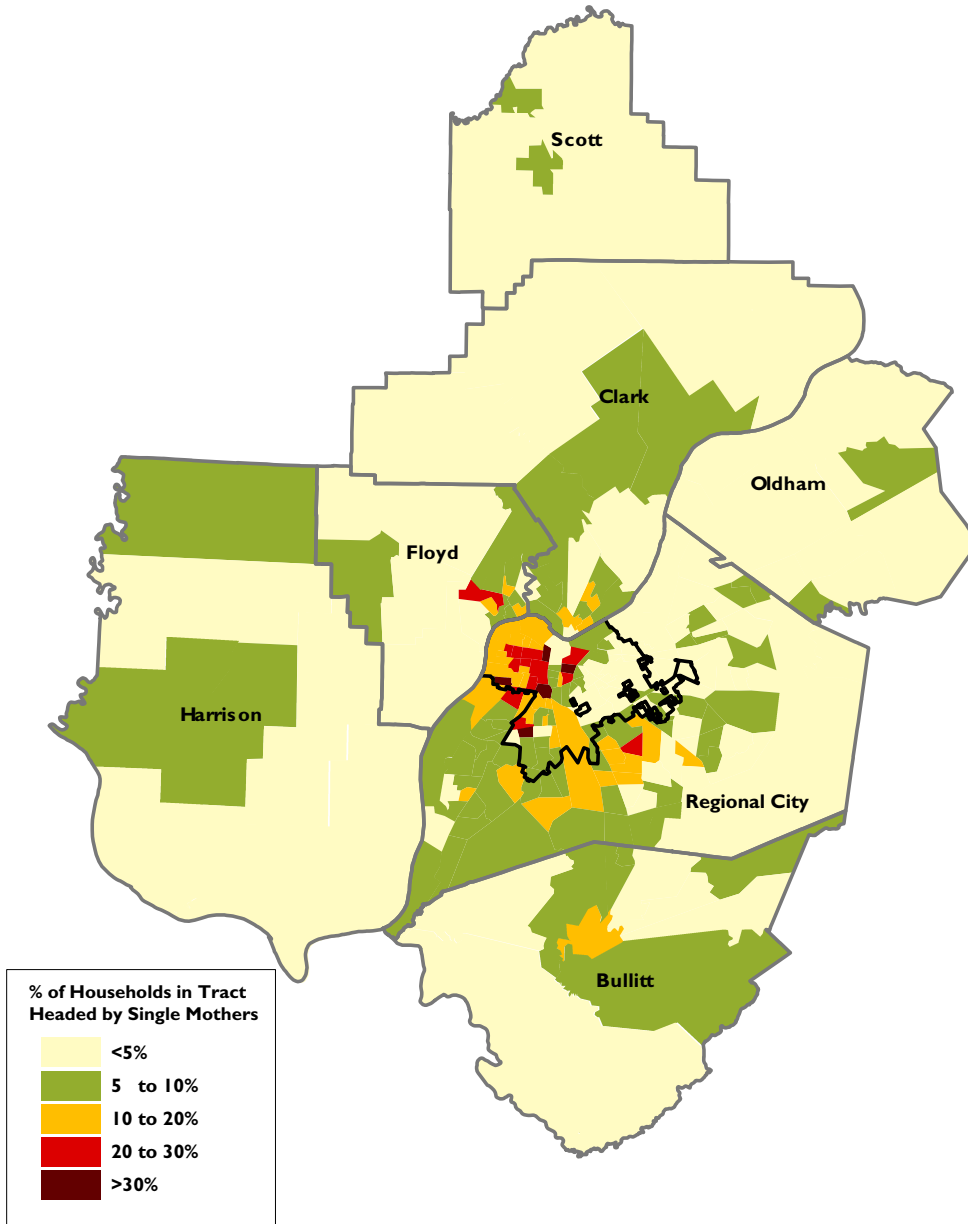 Scott
Clark
Oldham
Floyd
Harrison
Regional City
Bullitt
% of Households in Tract
Headed by Single Mothers
<5%
5 to 10%
10 to 20%
20 to 30%
>30%